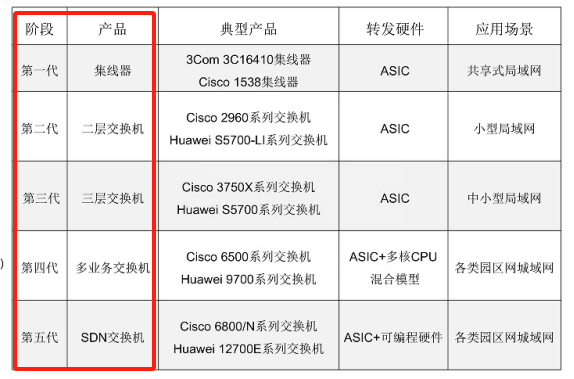 阶段 产品 典型产品 转发硬件 应用场景
第一代 集线器 3Com 3C16410集线器 ASIC 共享式局域网
Cisco 1538集线器
第二代 二层交换机 Cisco 2960系列交换机 ASIC 小型局域网
Huawei S5700-LI系列交换机
第三代 三层交换机 Cisco 3750X系列交换机 ASIC 中小型局域网
Huawei S5700系列交换机
)
第四代 多业务交换机 Cisco 6500系列交换机 ASIC+多核CPU 各类园区网城域网
Huawei 9700系列交换机 混合模型
第五代 SDN交换机 Cisco 6800/N系列交换机 ASIC+可编程硬件 各类园区网城域网
Huawei 12700E系列交换机